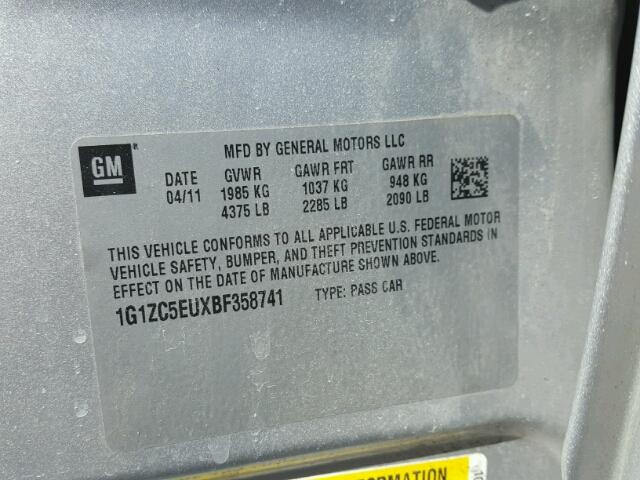 GM
MFD BY GENERAL MOTORS LLC
DATE GVWR GAWR FRT GAWR RR
04/11 1985 KG 1037 KG 948 KG
4375 LB 2285 LB 2090 LB
THIS VEHICLE CONFORMS TO ALL APPLICABLE U.S. FEDERAL MOTOR
VEHICLE SAFETY, BUMPER, AND THEFT PREVENTION STANDARDS IN
EFFECT ON THE DATE OF MANUFACTURE SHOWN ABOVE.
1G1ZC5EUXBF358741 TYPE: PASS CAR